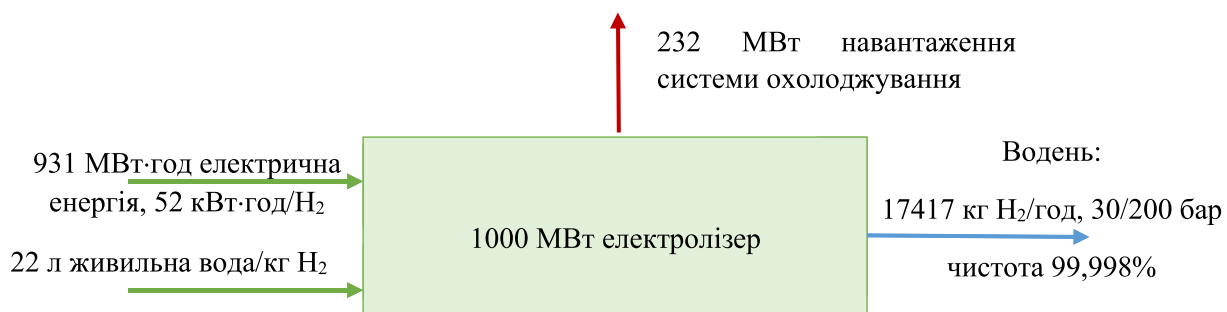 232 МВт навантаження
системи охолоджування
931 МВт·год електрична
енергія, 52 кВт·год/H₂
22 л живильна вода/кг H₂
1000 МВт електролізер
Водень:
17417 кг H₂/год, 30/200 бар
чистота 99,998%